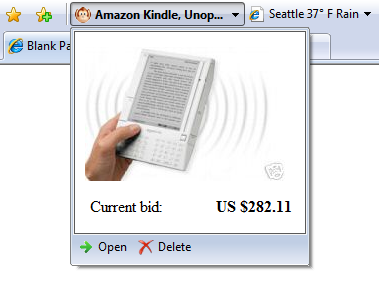 Amazon Kindle, Unop...
Seattle 37° F Rain
Blank Pa
Current bid:
US $282.11
Open
Delete